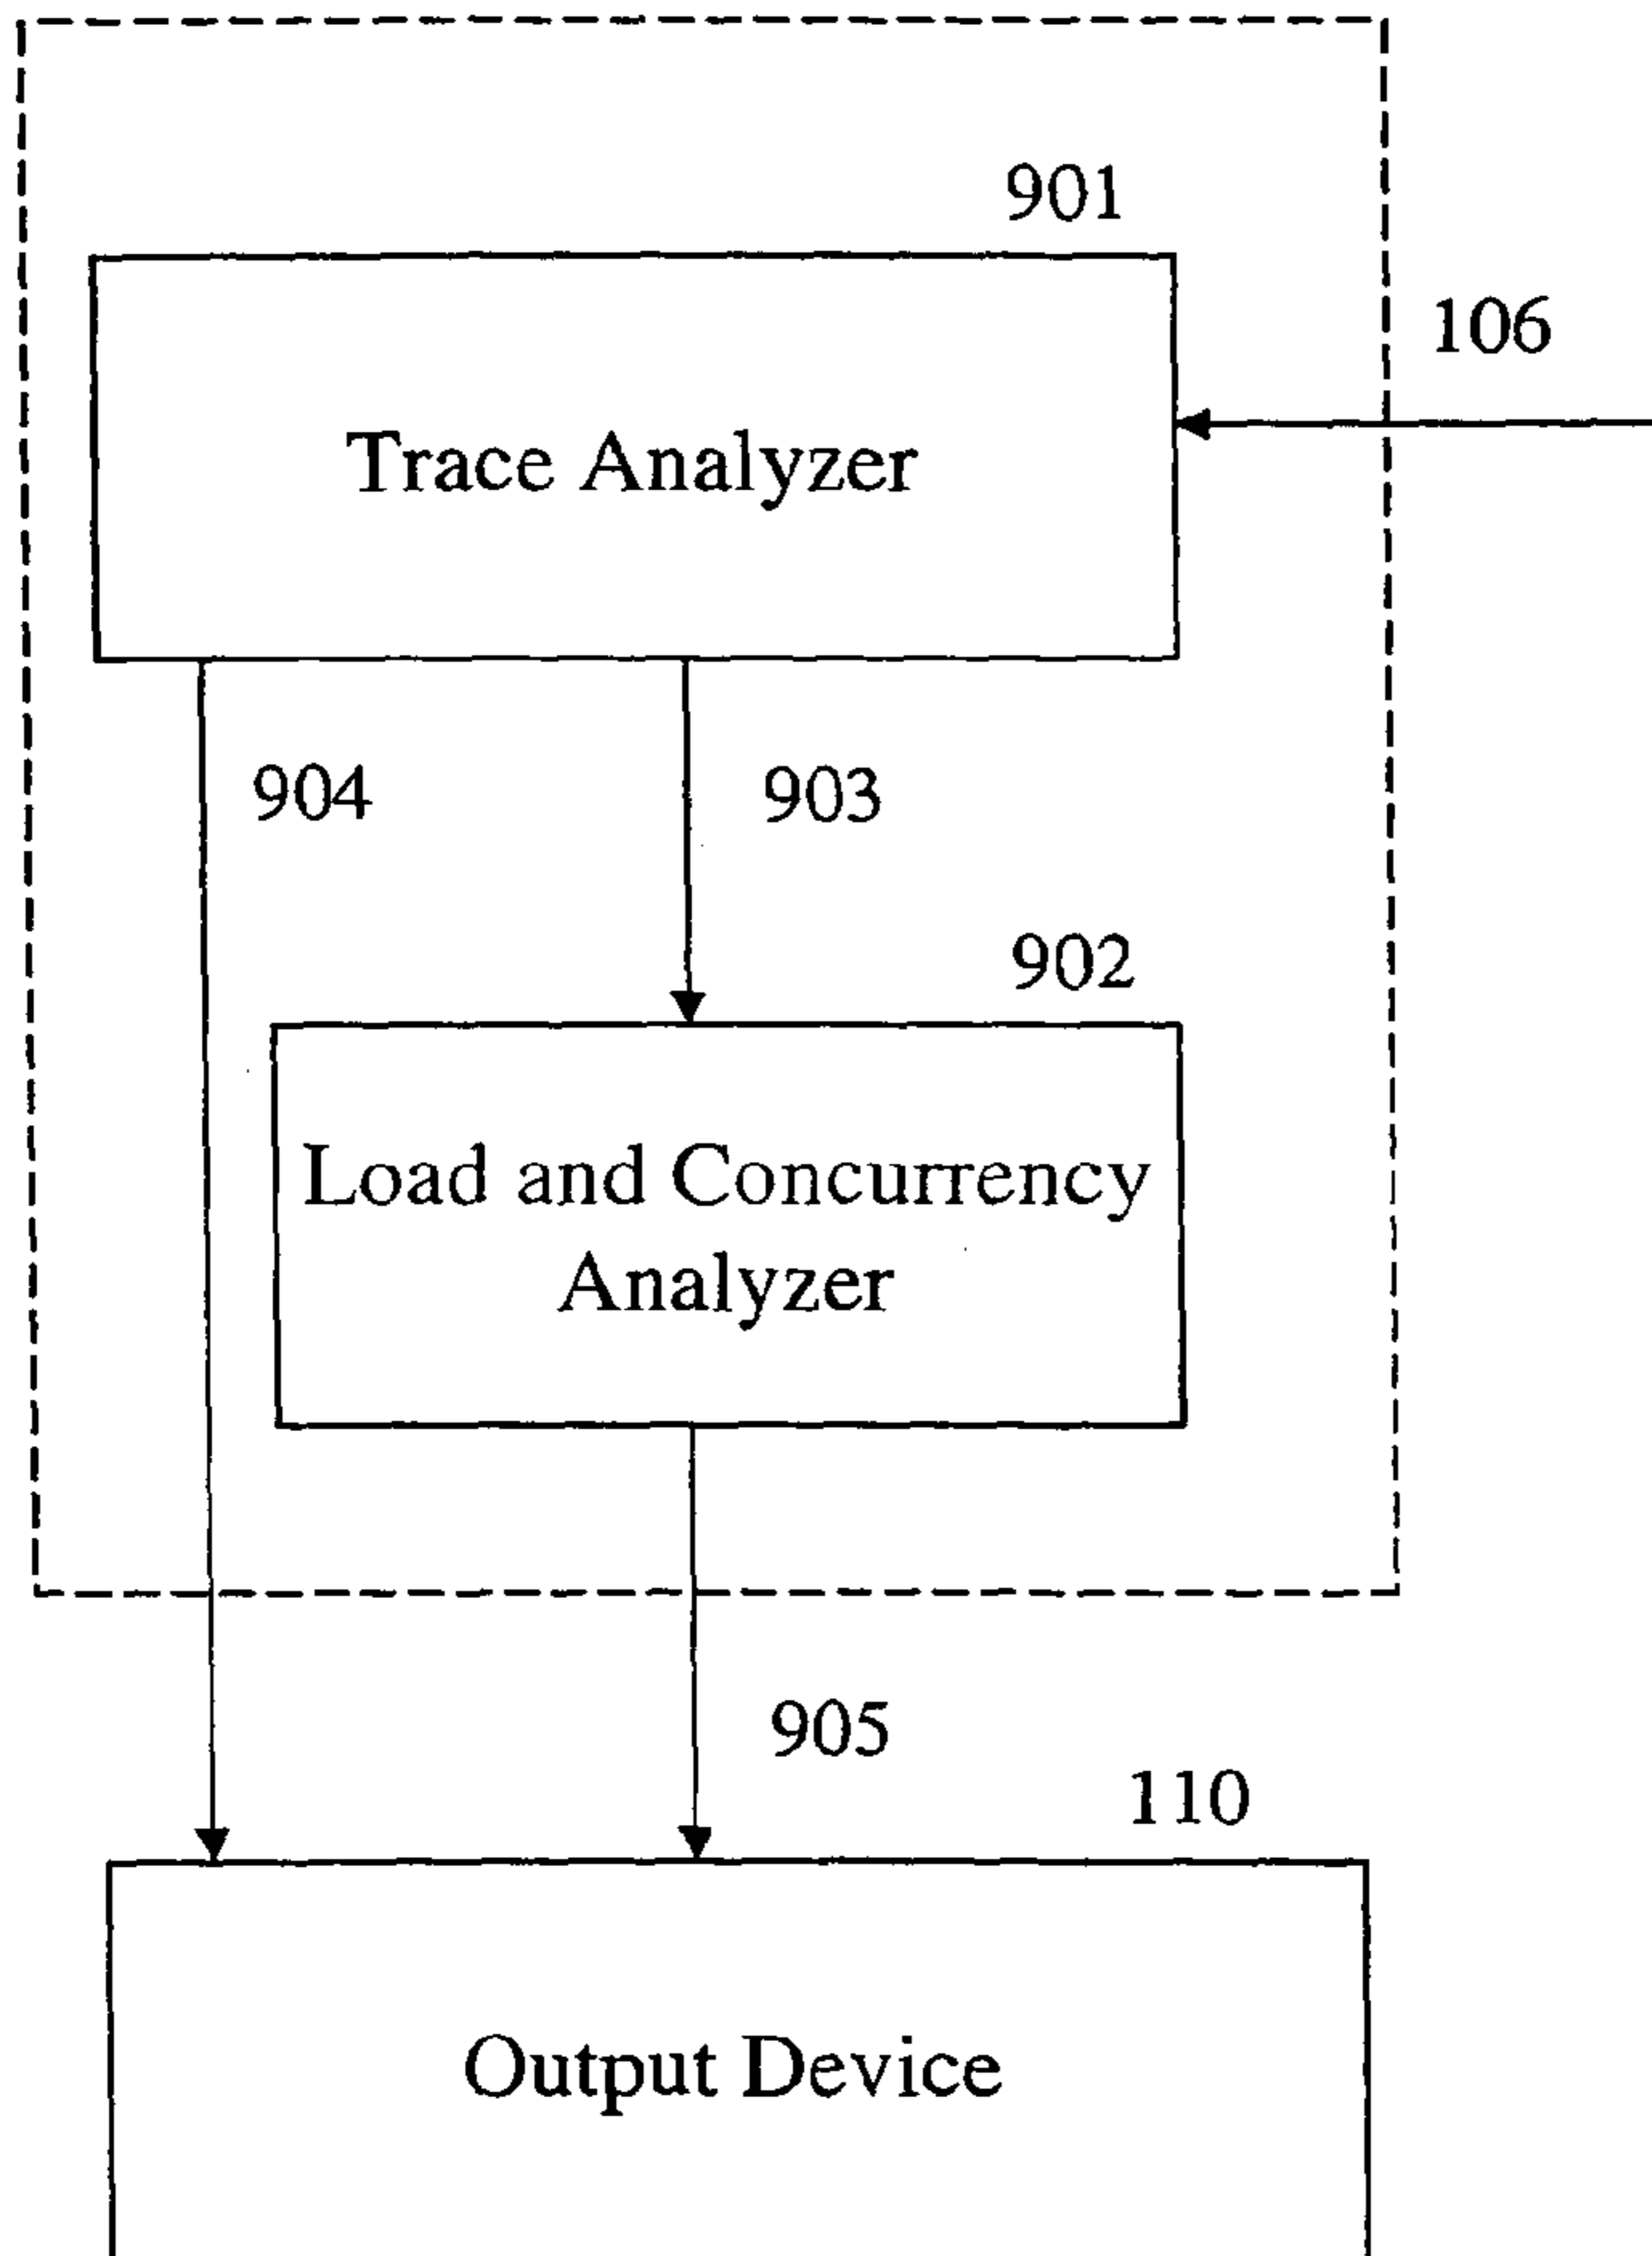 901
106
Trace Analyzer
904
903
902
Load and Concurrency
Analyzer
905
110
Output Device